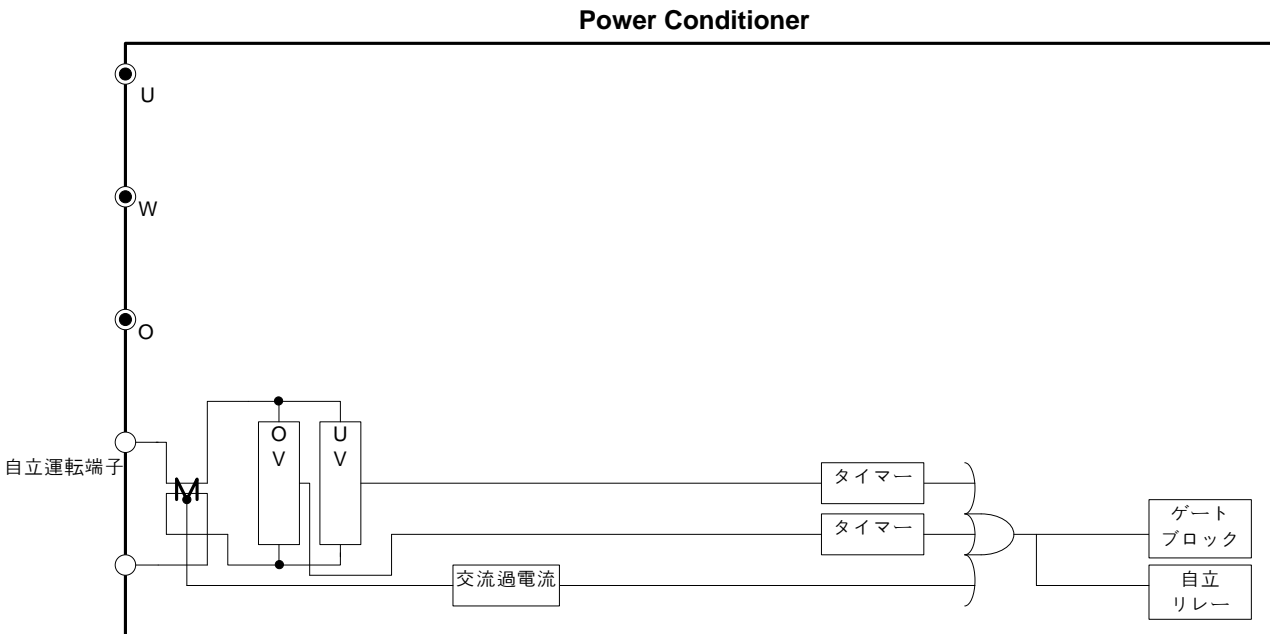 Power Conditioner
U
W
O
自立運転端子
O
V
U
V
タイマー
タイマー
交流過電流
ゲート
ブロック
自立
リレー